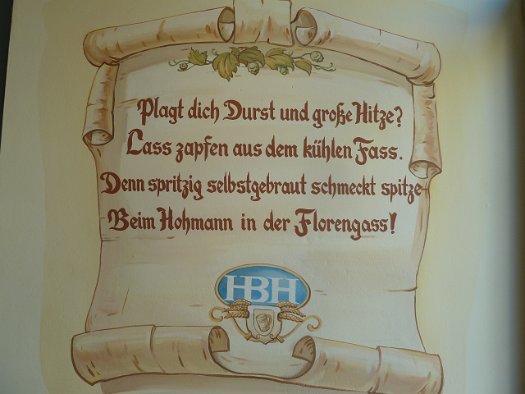 Plagt dich Durst und große Hitze?
Lass zapfen aus dem kühlen Fass.
Denn spritzig selbstgebraut schmeckt spitze
Beim Hohmann in der Florengass!
HBH